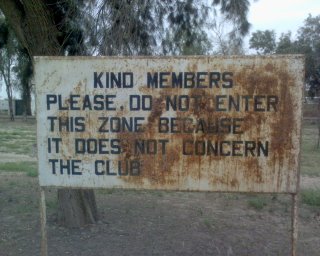 KIND MEMBERS
PLEASE, DO NOT ENTER
THIS ZONE BECAUSE
IT DOES NOT CONCERN
THE CLUB